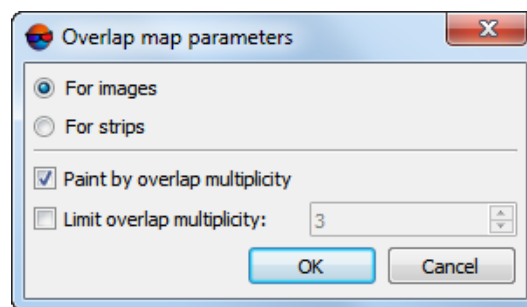 Overlap map parameters
For images
For strips
Paint by overlap multiplicity
Limit overlap multiplicity: 3
OK Cancel